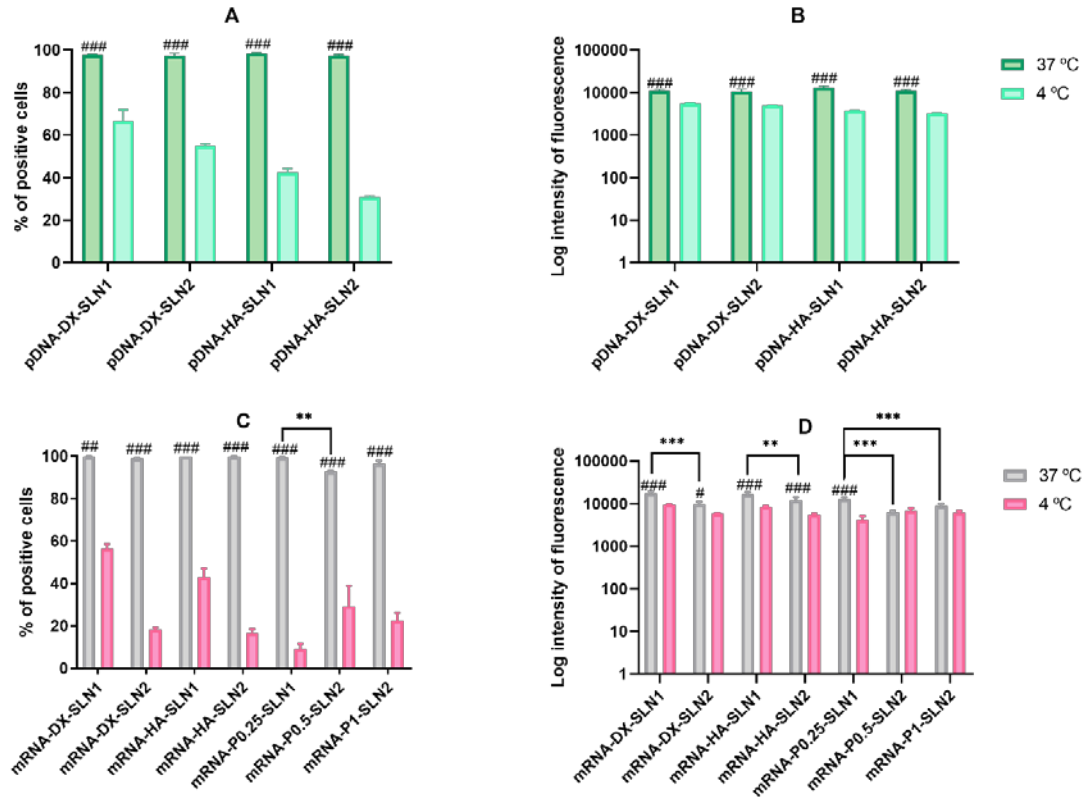 A
% of positive cells
100
80
60
40
20
0
### ### ### ###
pDNA-DX-SLN1
pDNA-DX-SLN2
pDNA-HA-SLN1
pDNA-HA-SLN2
B
Log intensity of fluorescence
100000
10000
1000
100
10
1
### ### ### ###
pDNA-DX-SLN1
pDNA-DX-SLN2
pDNA-HA-SLN1
pDNA-HA-SLN2
37 ºC
4 ºC
C
% of positive cells
100
80
60
40
20
0
**
## ### ### ### ### ### ###
mRNA-DX-SLN1
mRNA-DX-SLN2
mRNA-HA-SLN1
mRNA-HA-SLN2
mRNA-P0.25-SLN1
mRNA-P0.5-SLN2
mRNA-P1-SLN2
D
Log intensity of fluorescence
100000
10000
1000
100
10
1
***
*** ** ***
### # ### ### ###
mRNA-DX-SLN1
mRNA-DX-SLN2
mRNA-HA-SLN1
mRNA-HA-SLN2
mRNA-P0.25-SLN1
mRNA-P0.5-SLN2
mRNA-P1-SLN2
37 ºC
4 ºC